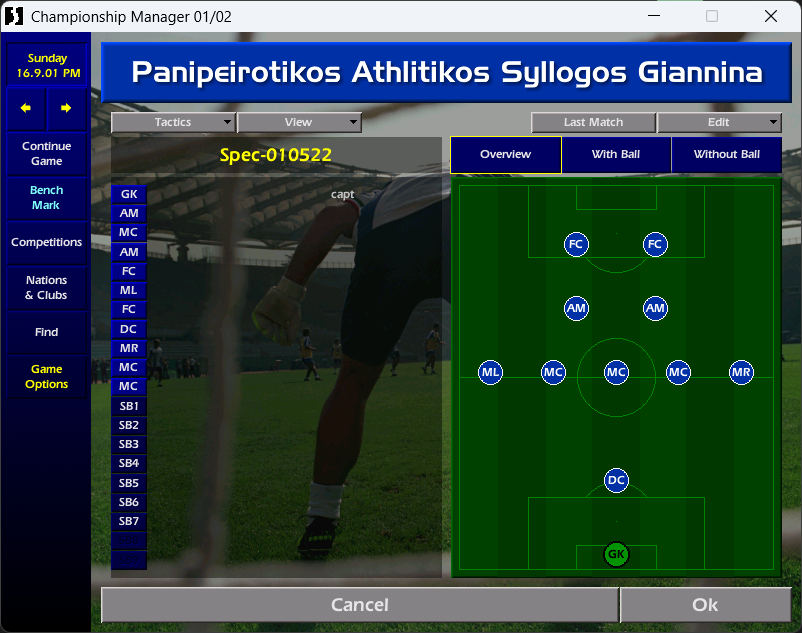 Championship Manager 01/02
Sunday
16.9.01 PM
Continue
Game
Bench
Mark
Competitions
Nations
& Clubs
Find
Game
Options
Panipeirotikos Athlitikos Syllogos Giannina
Tactics
View
Last Match
Edit
Spec-010522
Overview
With Ball
Without Ball
GK
capt
AM
MC
AM
FC
ML
FC
DC
MR
MC
MC
SB1
SB2
SB3
SB4
SB5
SB6
SB7
FC FC
AM AM
ML MC MC MC MR
DC
GK
Cancel
Ok